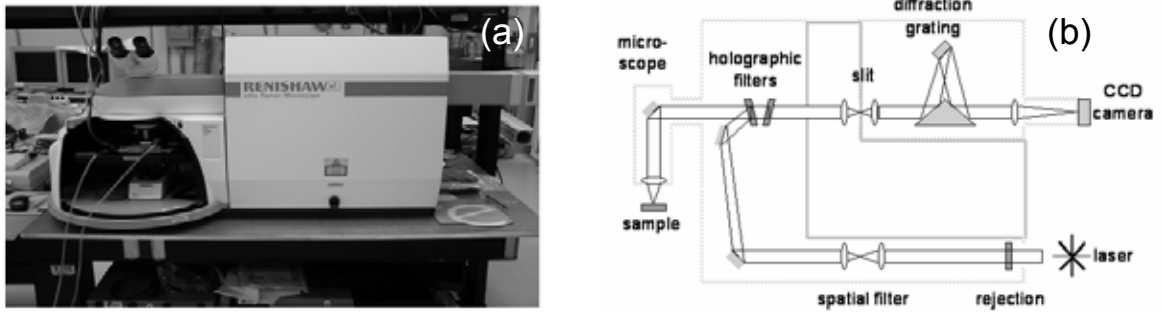 (a)
RENISHAW
diffraction
grating
(b)
micro-
scope
holographic
filters
slit
CCD
camera
sample
laser
spatial filter
rejection